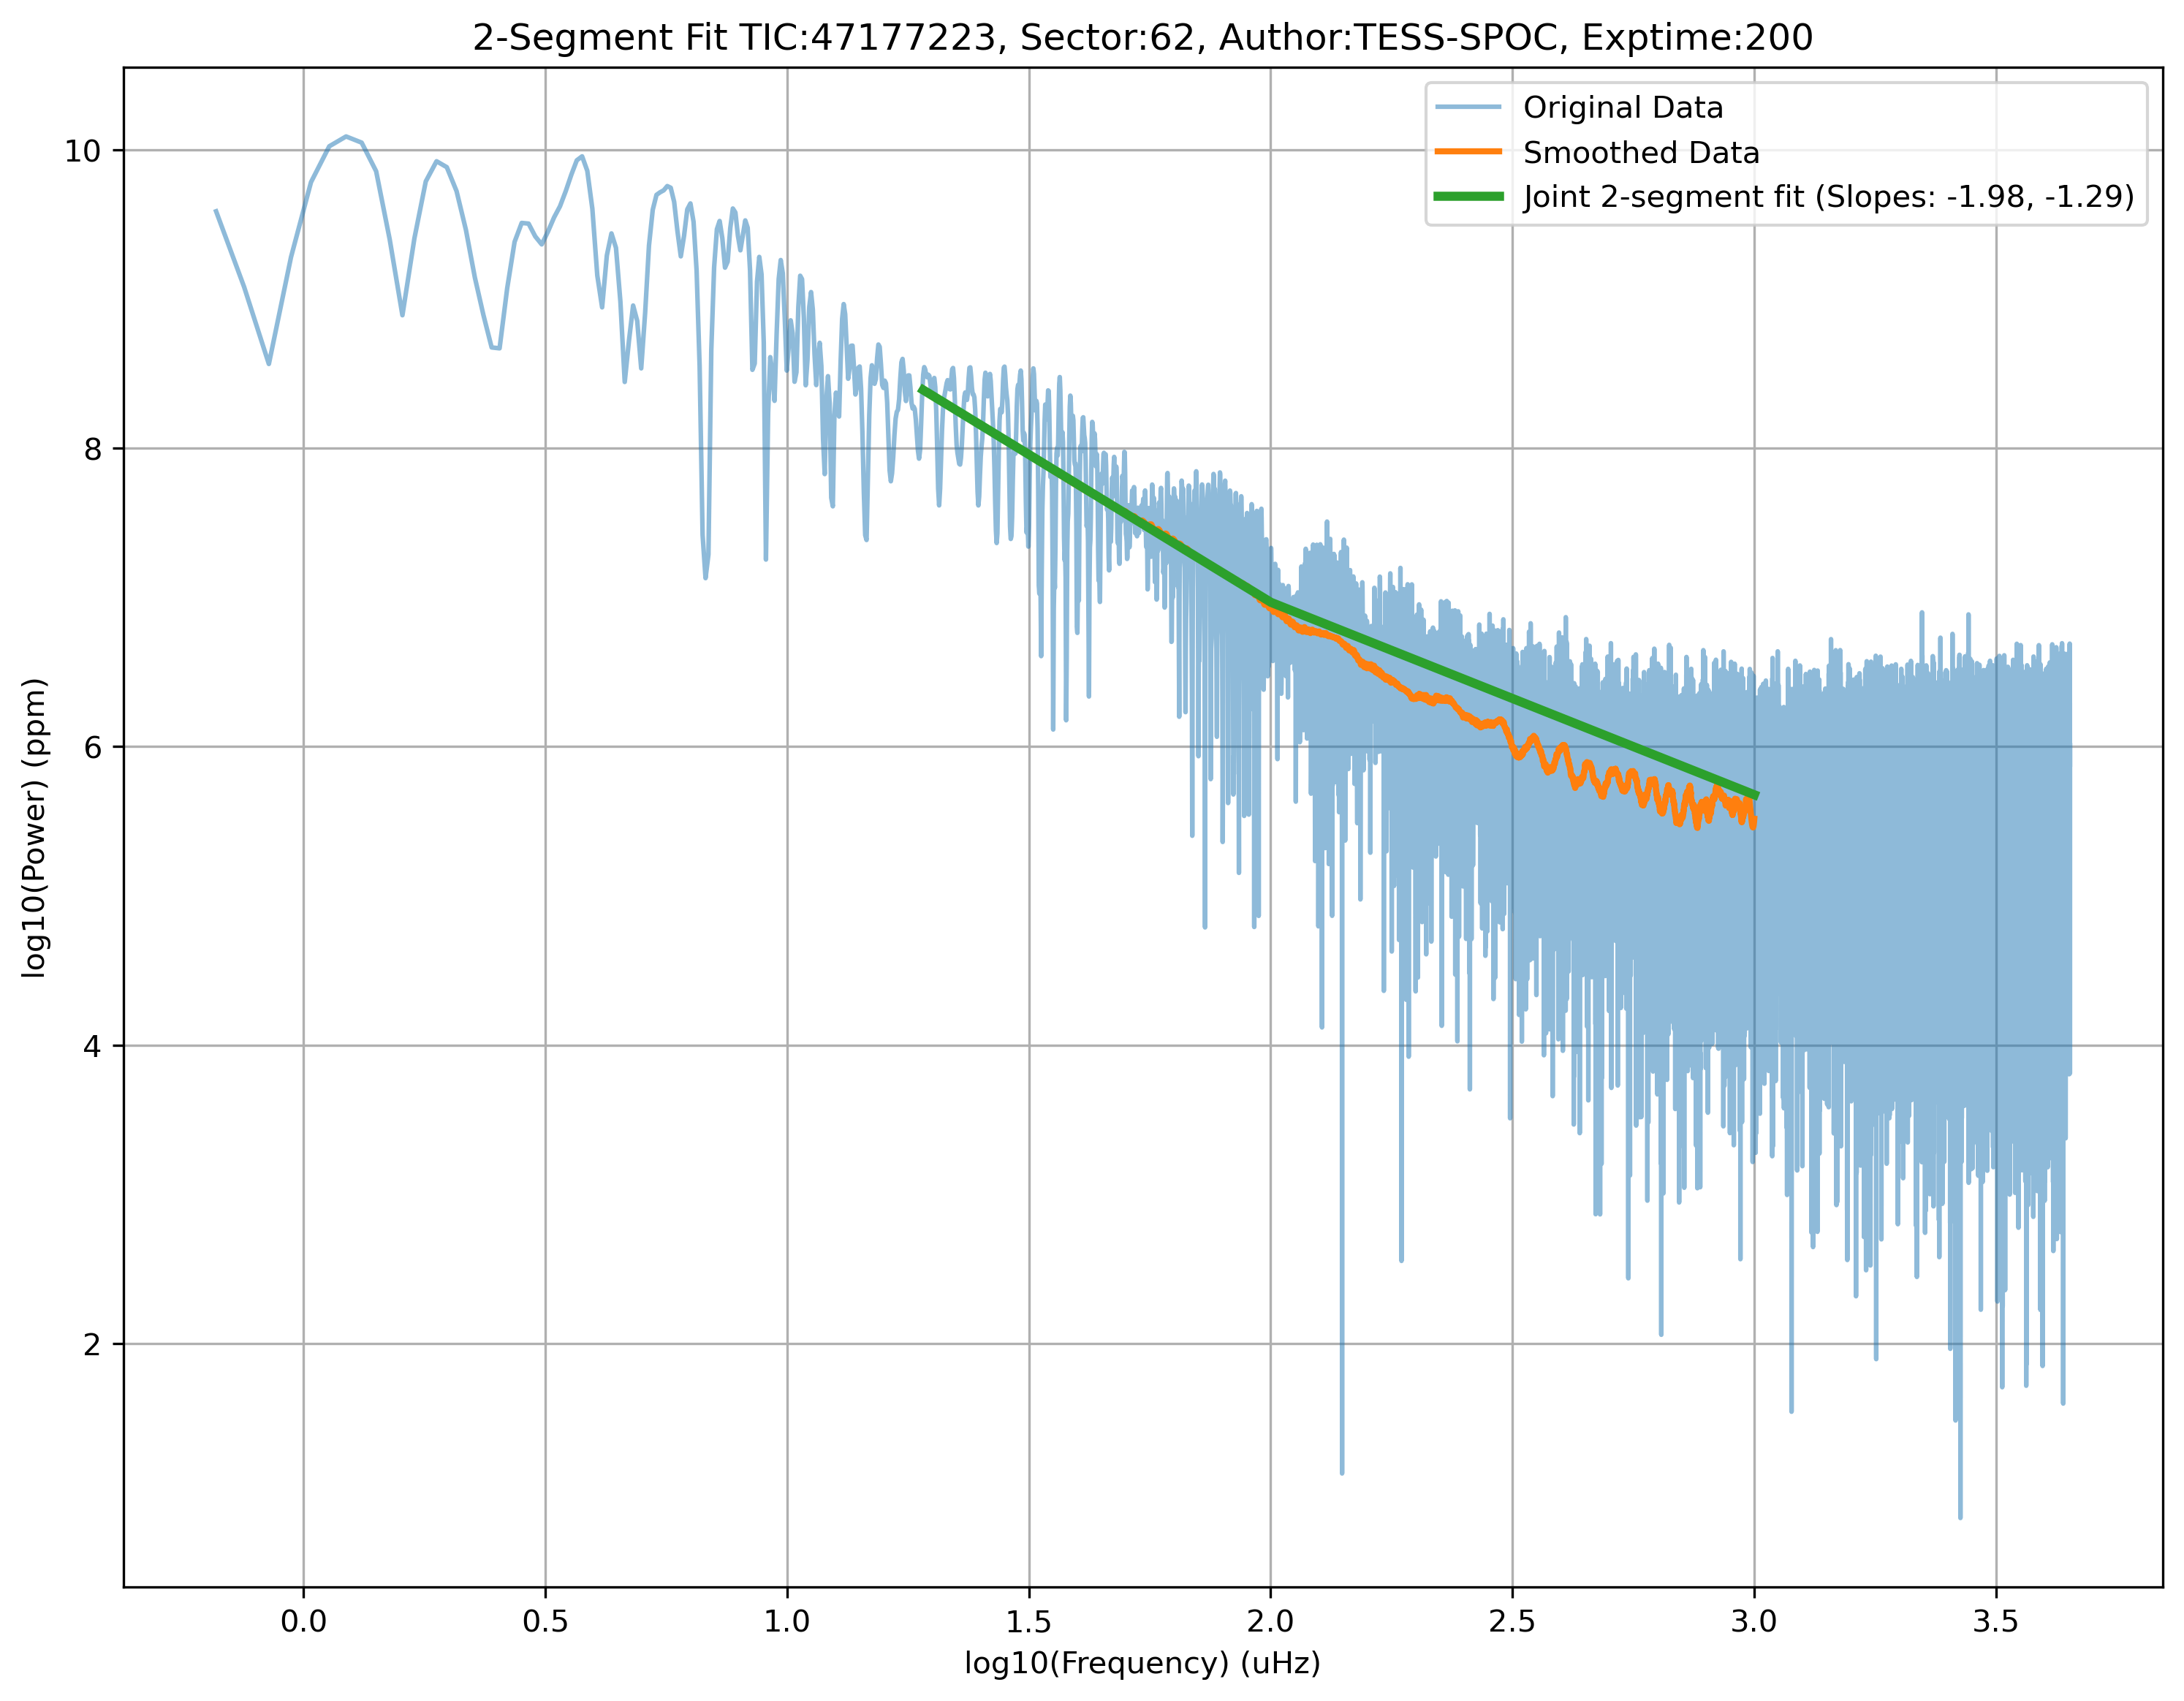 2-Segment Fit TIC:47177223, Sector:62, Author:TESS-SPOC, Exptime:200
Original Data
Smoothed Data
Joint 2-segment fit (Slopes: -1.98, -1.29)
log10(Power) (ppm)
10
8
6
4
2
0.0 0.5 1.0 1.5 2.0 2.5 3.0 3.5
log10(Frequency) (uHz)